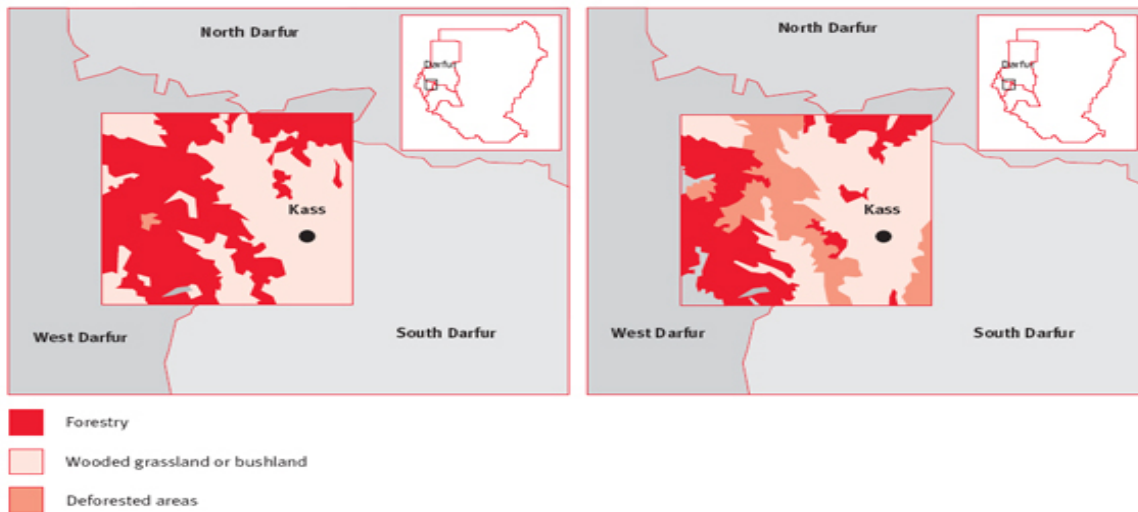 North Darfur
Darfur
Kass
West Darfur
South Darfur
North Darfur
Darfur
Kass
West Darfur
South Darfur
Forestry
Wooded grassland or bushland
Deforested areas